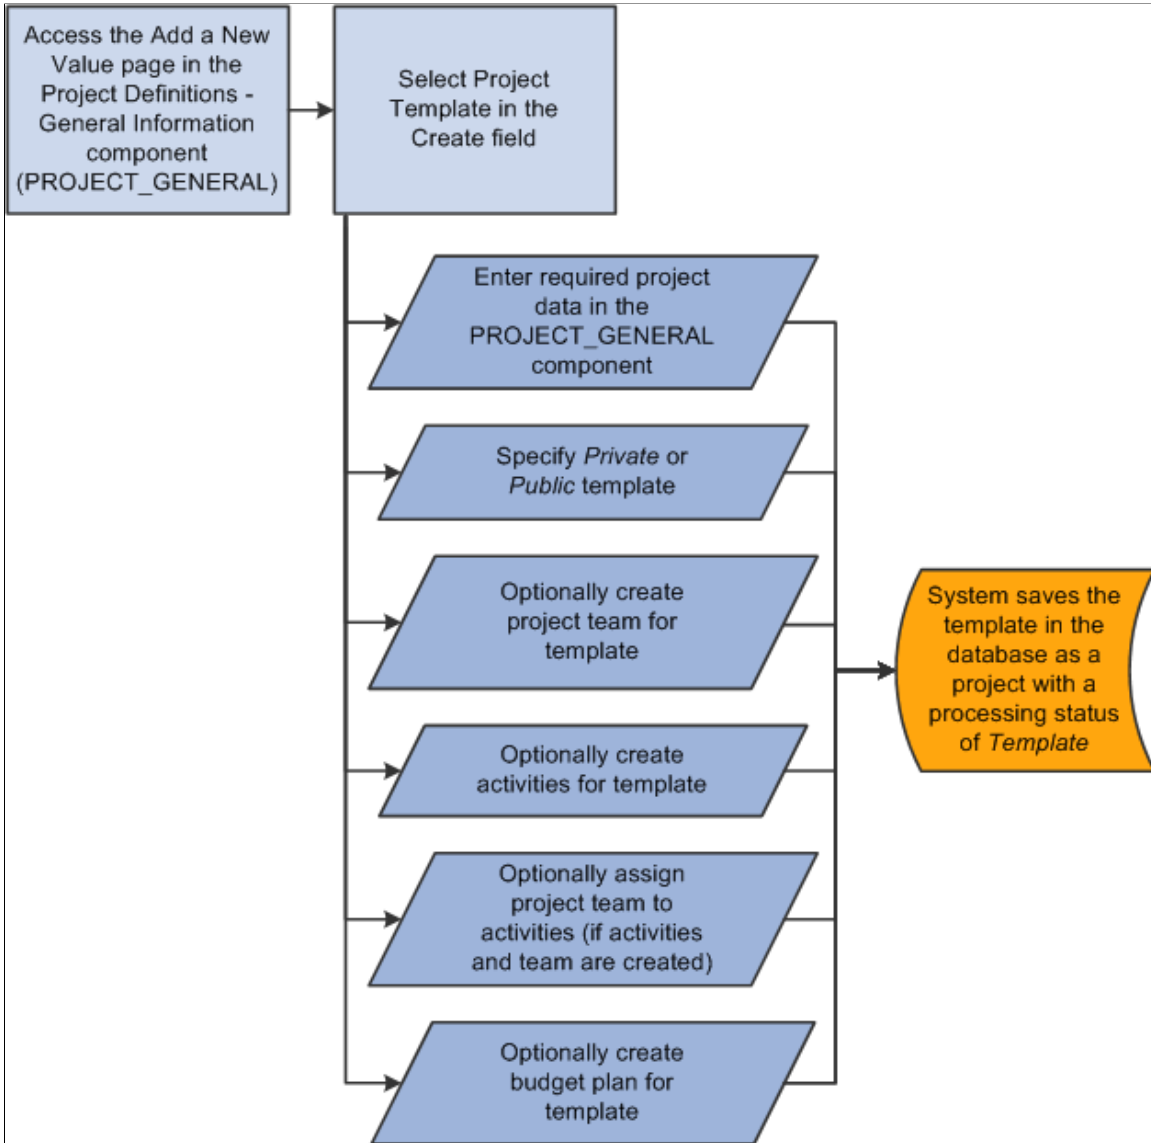 Access the Add a New
Value page in the
Project Definitions -
General Information
component
(PROJECT_GENERAL)
Select Project
Template in the
Create field
Enter required project
data in the
PROJECT_GENERAL
component
Specify Private or
Public template
Optionally create
project team for
template
Optionally create
activities for template
Optionally assign
project team to
activities (if activities
and team are created)
Optionally create
budget plan for
template
System saves the
template in the
database as a
project with a
processing status
of Template